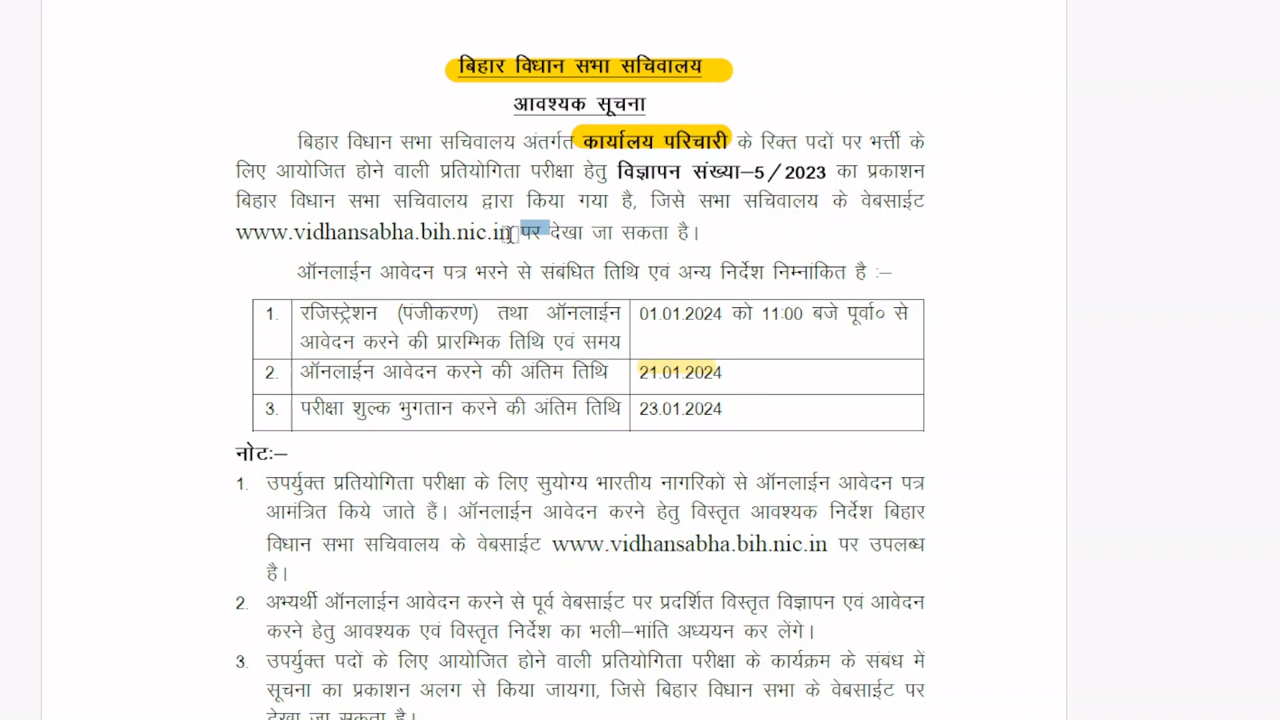 बिहार विधान सभा सचिवालय
आवश्यक सूचना
बिहार विधान सभा सचिवालय अंतर्गत कार्यालय परिचारी के रिक्त पदों पर भर्त्ती के
लिए आयोजित होने वाली प्रतियोगिता परीक्षा हेतु विज्ञापन संख्या–5/2023 का प्रकाशन
बिहार विधान सभा सचिवालय द्वारा किया गया है, जिसे सभा सचिवालय के वेबसाईट
www.vidhansabha.bih.nic.in पर देखा जा सकता है।
ऑनलाईन आवेदन पत्र भरने से संबंधित तिथि एवं अन्य निर्देश निम्नांकित है :–
1. रजिस्ट्रेशन (पंजीकरण) तथा ऑनलाईन 01.01.2024 को 11:00 बजे पूर्वा० से
आवेदन करने की प्रारम्भिक तिथि एवं समय
2. ऑनलाईन आवेदन करने की अंतिम तिथि 21.01.2024
3. परीक्षा शुल्क भुगतान करने की अंतिम तिथि 23.01.2024
नोटः–
1. उपर्युक्त प्रतियोगिता परीक्षा के लिए सुयोग्य भारतीय नागरिकों से ऑनलाईन आवेदन पत्र
आमंत्रित किये जाते हैं। ऑनलाईन आवेदन करने हेतु विस्तृत आवश्यक निर्देश बिहार
विधान सभा सचिवालय के वेबसाईट www.vidhansabha.bih.nic.in पर उपलब्ध
है।
2. अभ्यर्थी ऑनलाईन आवेदन करने से पूर्व वेबसाईट पर प्रदर्शित विस्तृत विज्ञापन एवं आवेदन
करने हेतु आवश्यक एवं विस्तृत निर्देश का भली–भांति अध्ययन कर लेंगे।
3. उपर्युक्त पदों के लिए आयोजित होने वाली प्रतियोगिता परीक्षा के कार्यक्रम के संबंध में
सूचना का प्रकाशन अलग से किया जायगा, जिसे बिहार विधान सभा के वेबसाईट पर
देखा जा सकता है।